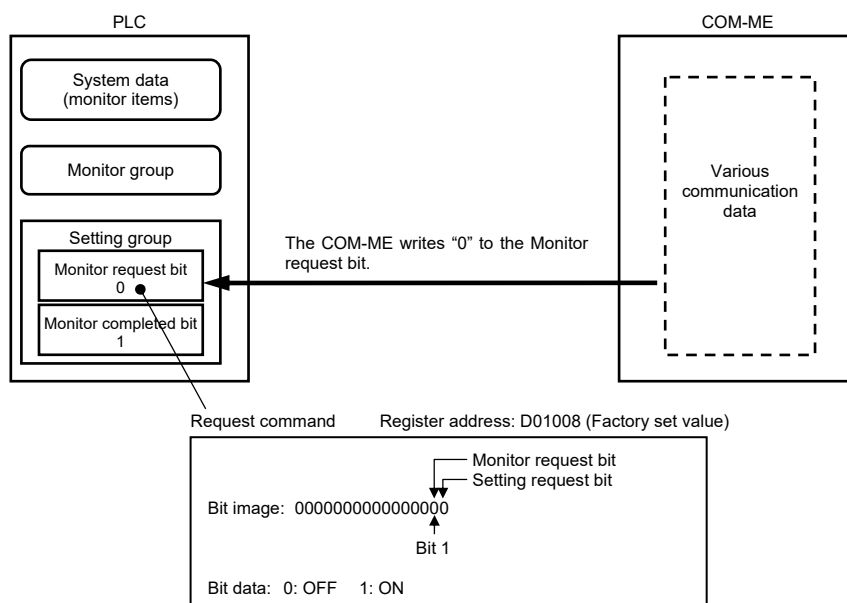 PLC
COM-ME
System data
(monitor items)
Monitor group
Various
communication
data
Setting group
Monitor request bit
0
Monitor completed bit
1
The COM-ME writes “0” to the Monitor
request bit.
Request command
Register address: D01008 (Factory set value)
Monitor request bit
Setting request bit
Bit image: 0000000000000000
Bit 1
Bit data: 0: OFF 1: ON